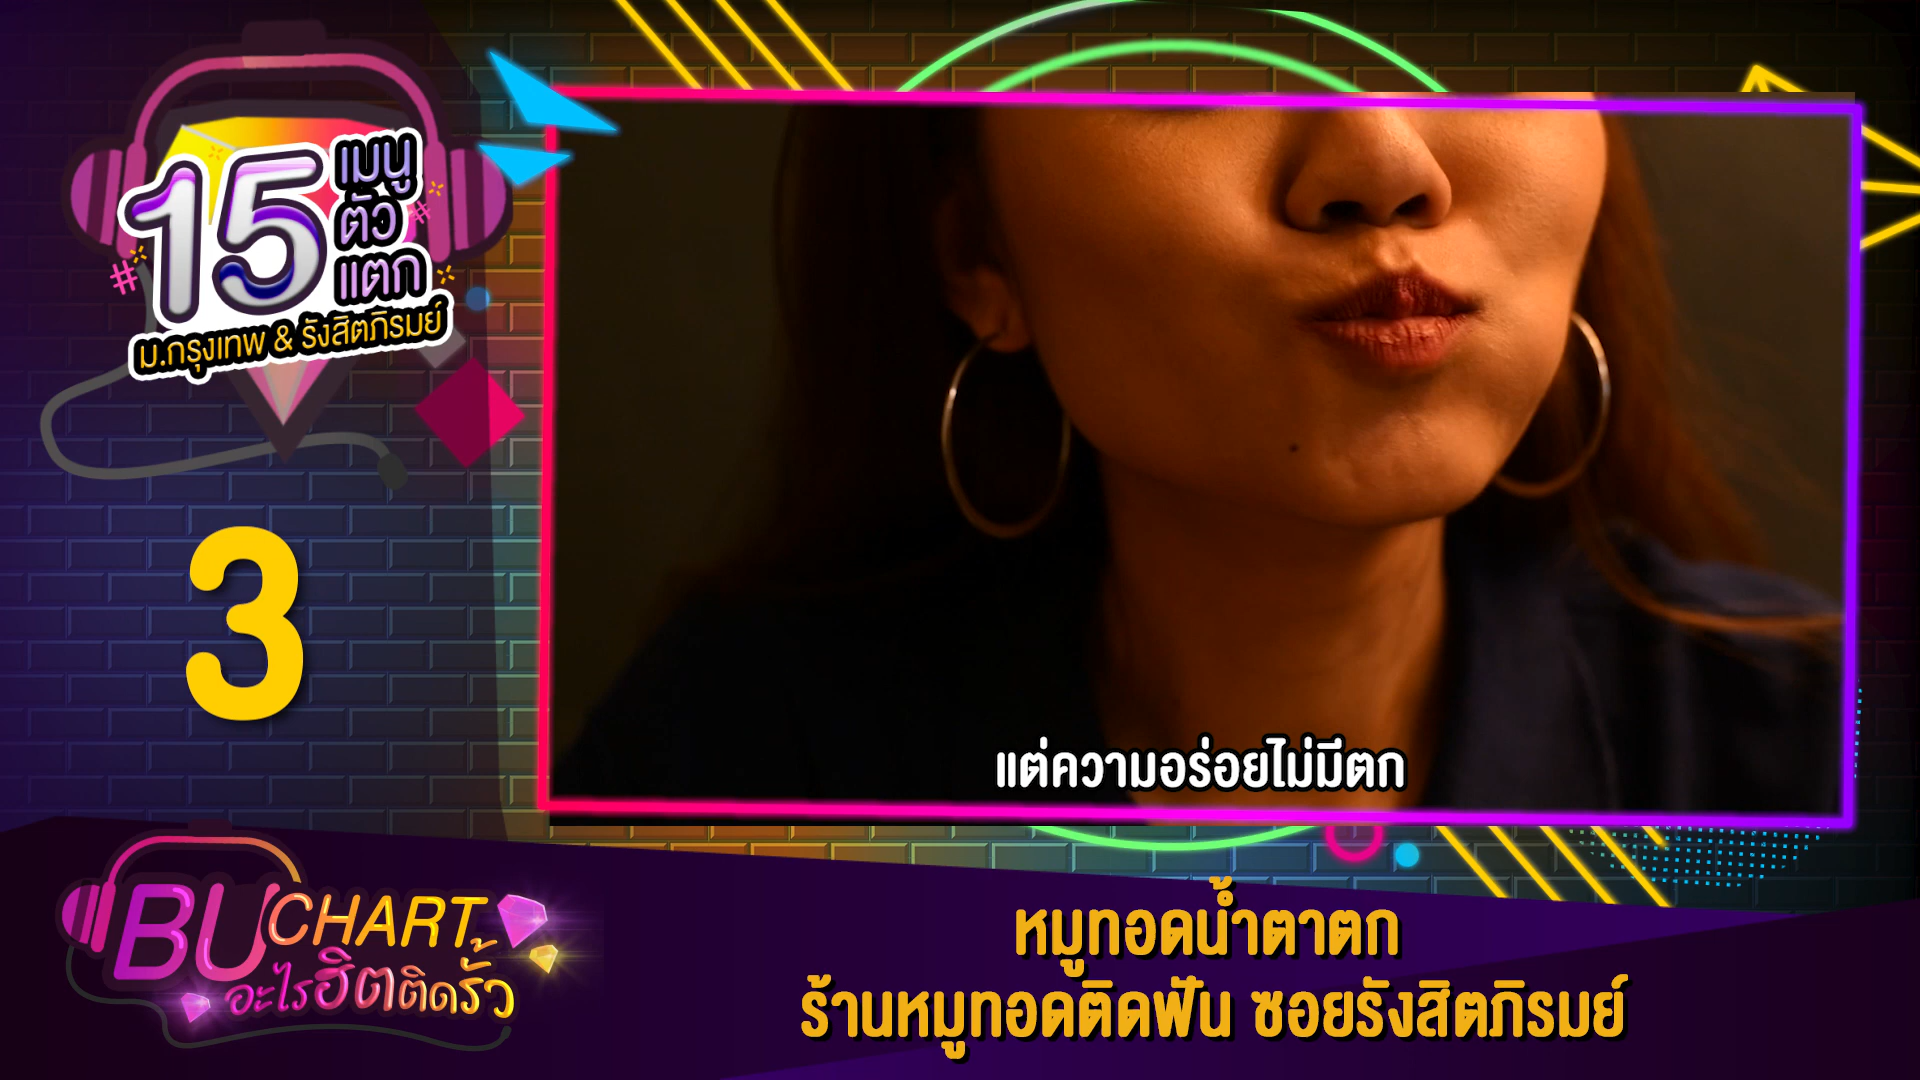 15
เมนู
ตัว
แตก
#
#
ม.กรุงเทพ & รังสิตภิรมย์
3
แต่ความอร่อยไม่มีตก
BU CHART
อะไรฮิตติดรั้ว
หมูทอดน้ำตาตก
ร้านหมูทอดติดฟัน ซอยรังสิตภิรมย์